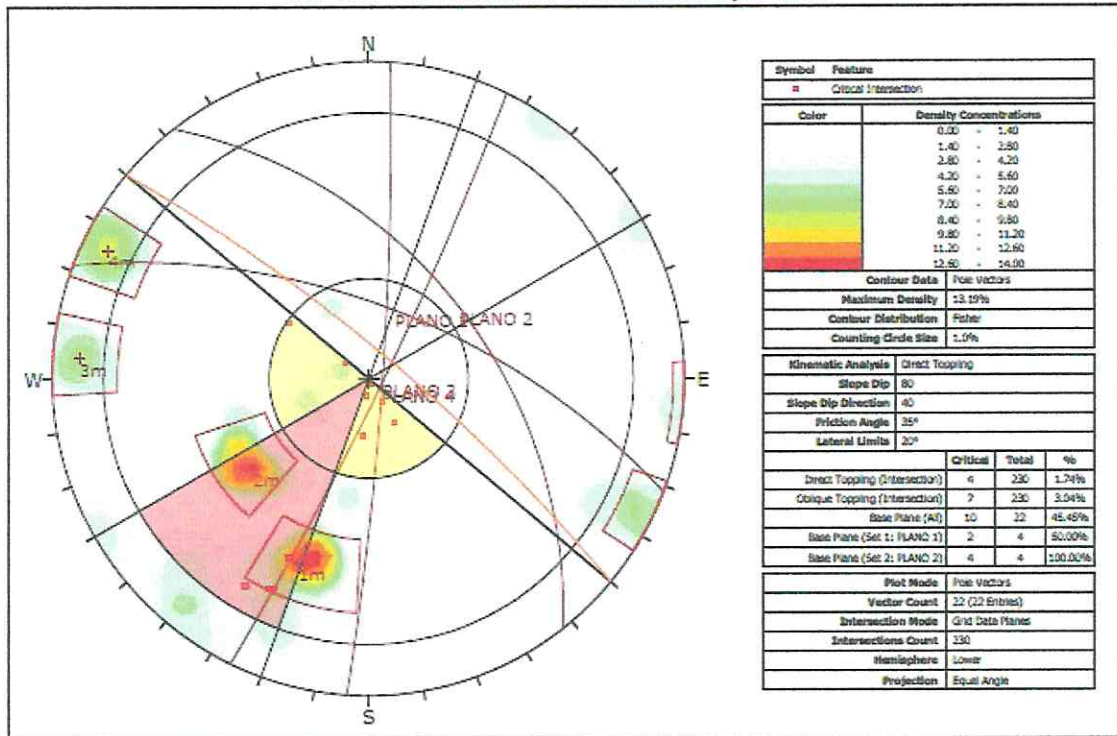 N
Symbol Feature
Critical Intersection
Color Density Concentrations
0.00 - 1.40
1.40 - 2.80
2.80 - 4.20
4.20 - 5.60
5.60 - 7.00
7.00 - 8.40
8.40 - 9.80
9.80 - 11.20
11.20 - 12.60
12.60 - 14.00
Contour Data Pole Vectors
Maximum Density 13.19%
Contour Distribution Fisher
Counting Circle Size 1.0%
Kinematic Analysis Direct Toppling
Slope Dip 80
Slope Dip Direction 40
Friction Angle 35°
Lateral Limits 20°
Critical Total %
Direct Toppling (Intersection) 4 230 1.74%
Oblique Toppling (Intersection) 7 230 3.04%
Base Plane (All) 10 22 45.45%
Base Plane (Set 1: PLANO 1) 2 4 50.00%
Base Plane (Set 2: PLANO 2) 4 4 100.00%
Plot Mode Pole Vectors
Vector Count 22 (22 Entries)
Intersection Mode Grid Data Planes
Intersections Count 230
Hemisphere Lower
Projection Equal Angle
4m
PLANO PLANO 2
W
3m
E
PLANO 3
PLANO 4
2m
1m
S